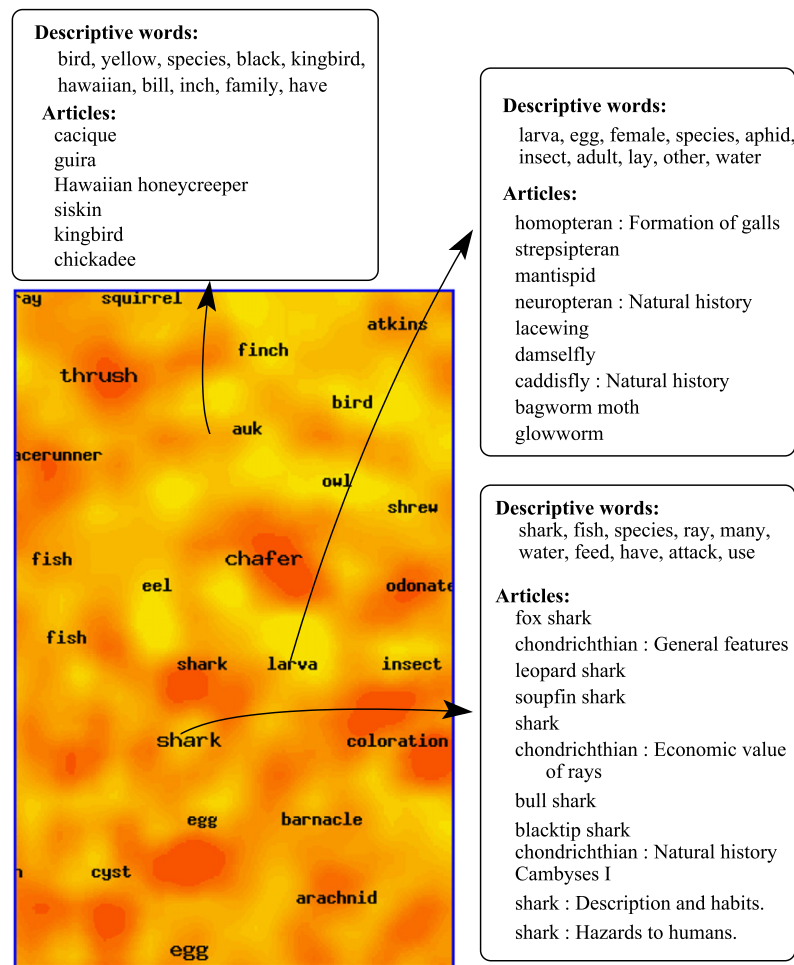 Descriptive words:
bird, yellow, species, black, kingbird,
hawaiian, bill, inch, family, have
Articles:
cacique
guira
Hawaiian honeycreeper
siskin
kingbird
chickadee
Descriptive words:
larva, egg, female, species, aphid,
insect, adult, lay, other, water
Articles:
homopteran : Formation of galls
strepsipteran
mantispid
neuropteran : Natural history
lacewing
damselfly
caddisfly : Natural history
bagworm moth
glowworm
Descriptive words:
shark, fish, species, ray, many,
water, feed, have, attack, use
Articles:
fox shark
chondrichthian : General features
leopard shark
soupfin shark
shark
chondrichthian : Economic value
of rays
bull shark
blacktip shark
chondrichthian : Natural history
Cambyses I
shark : Description and habits.
shark : Hazards to humans.
ray squirrel
atkins
finch
thrush
bird
auk
acerunner
owl
shrew
fish chafer
eel odonate
fish
shark larva insect
shark coloration
egg barnacle
cyst
arachnid
egg